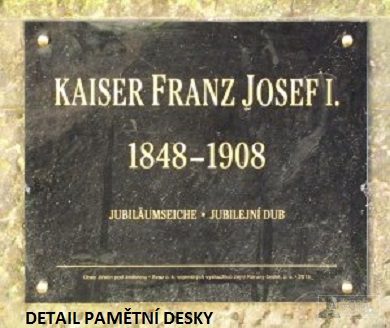 KAISER FRANZ JOSEF I.
1848–1908
JUBILÄUMSEICHE • JUBILEJNÍ DUB
DETAIL PAMĚTNÍ DESKY